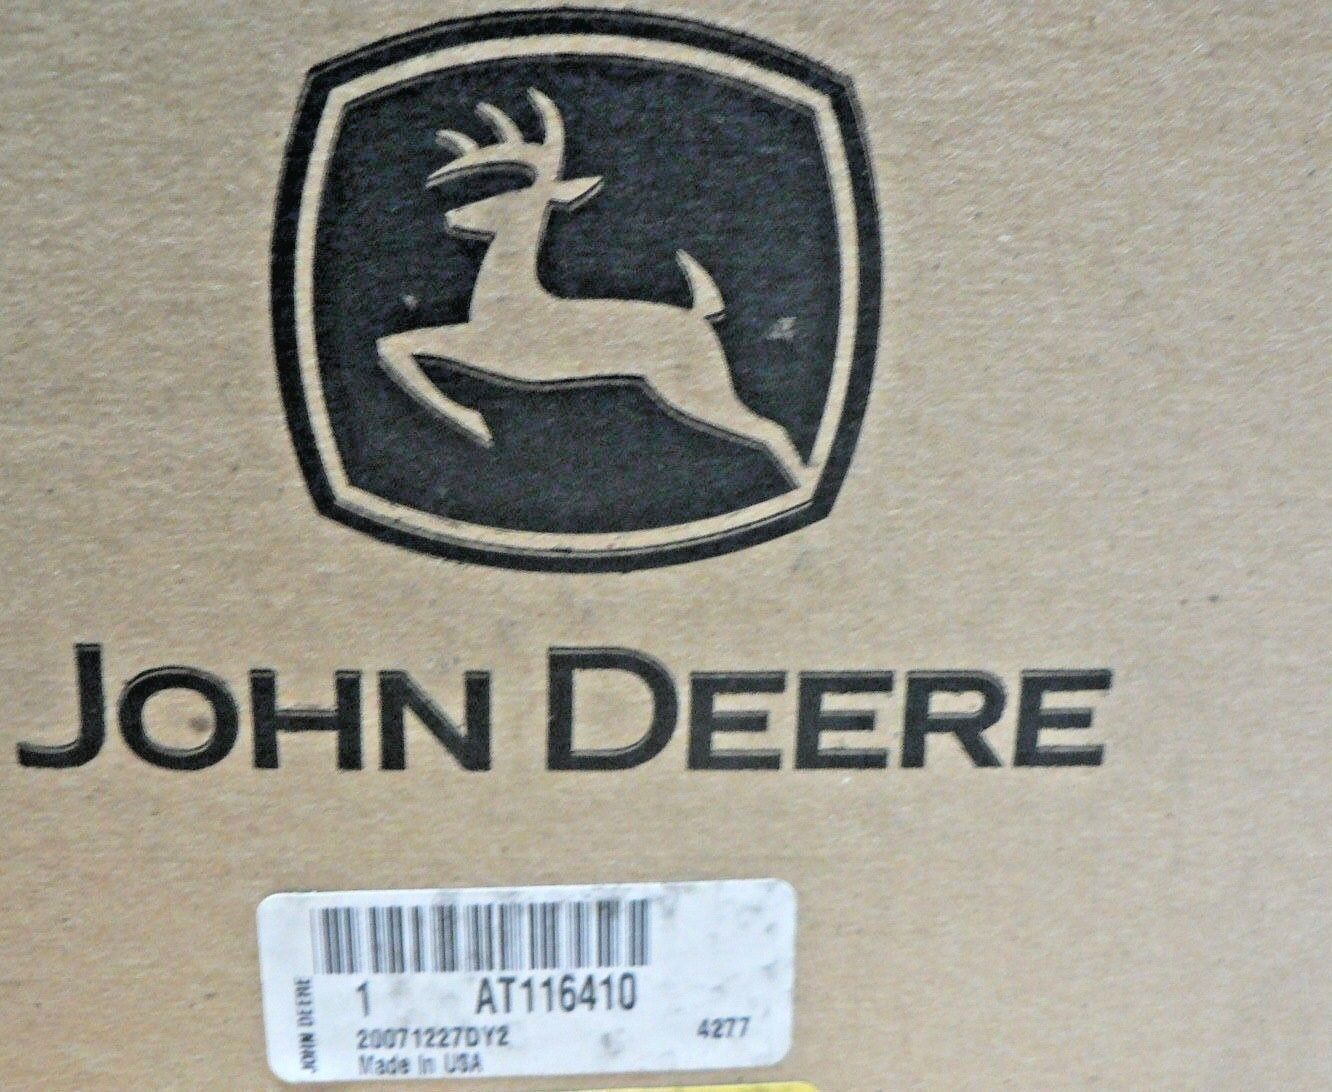 JOHN DEERE
JOHN DEERE
1 AT116410
20071227DY2 4277
Made In USA